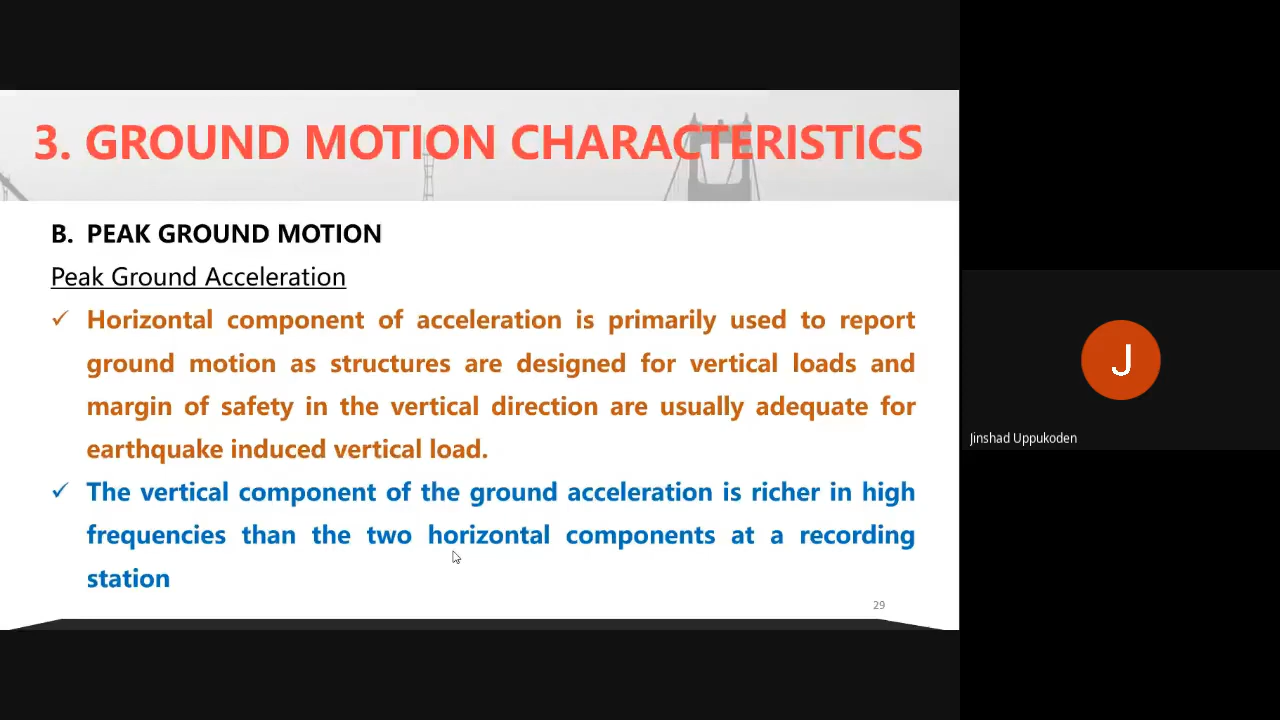 3. GROUND MOTION CHARACTERISTICS
B. PEAK GROUND MOTION
Peak Ground Acceleration
✓ Horizontal component of acceleration is primarily used to report
ground motion as structures are designed for vertical loads and
margin of safety in the vertical direction are usually adequate for
earthquake induced vertical load.
✓ The vertical component of the ground acceleration is richer in high
frequencies than the two horizontal components at a recording
station
29
J
Jinshad Uppukoden